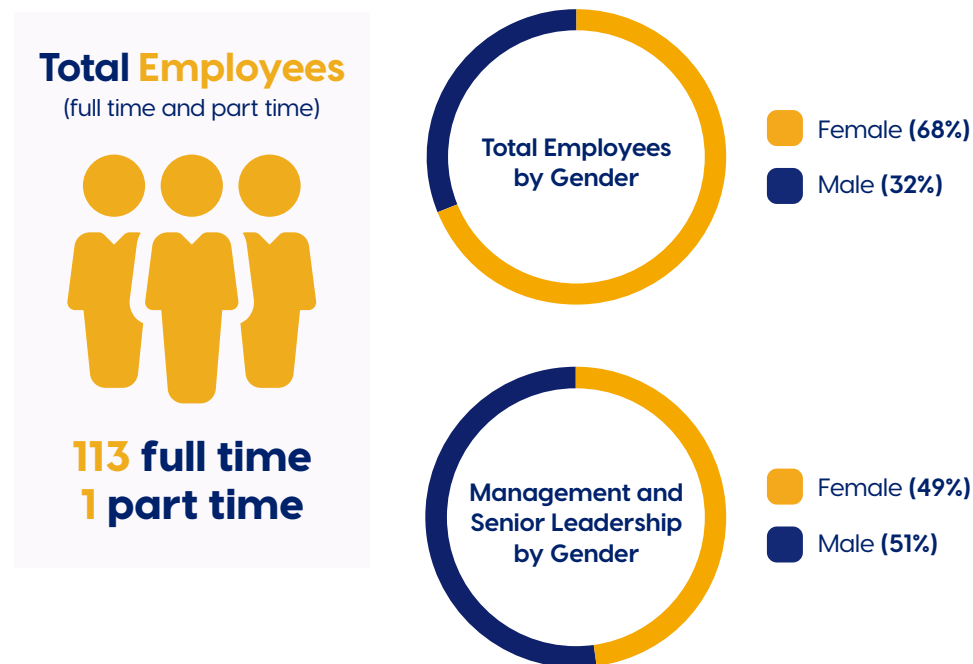 Total Employees
(full time and part time)
113 full time
1 part time
Total Employees
by Gender
Female (68%)
Male (32%)
Management and
Senior Leadership
by Gender
Female (49%)
Male (51%)